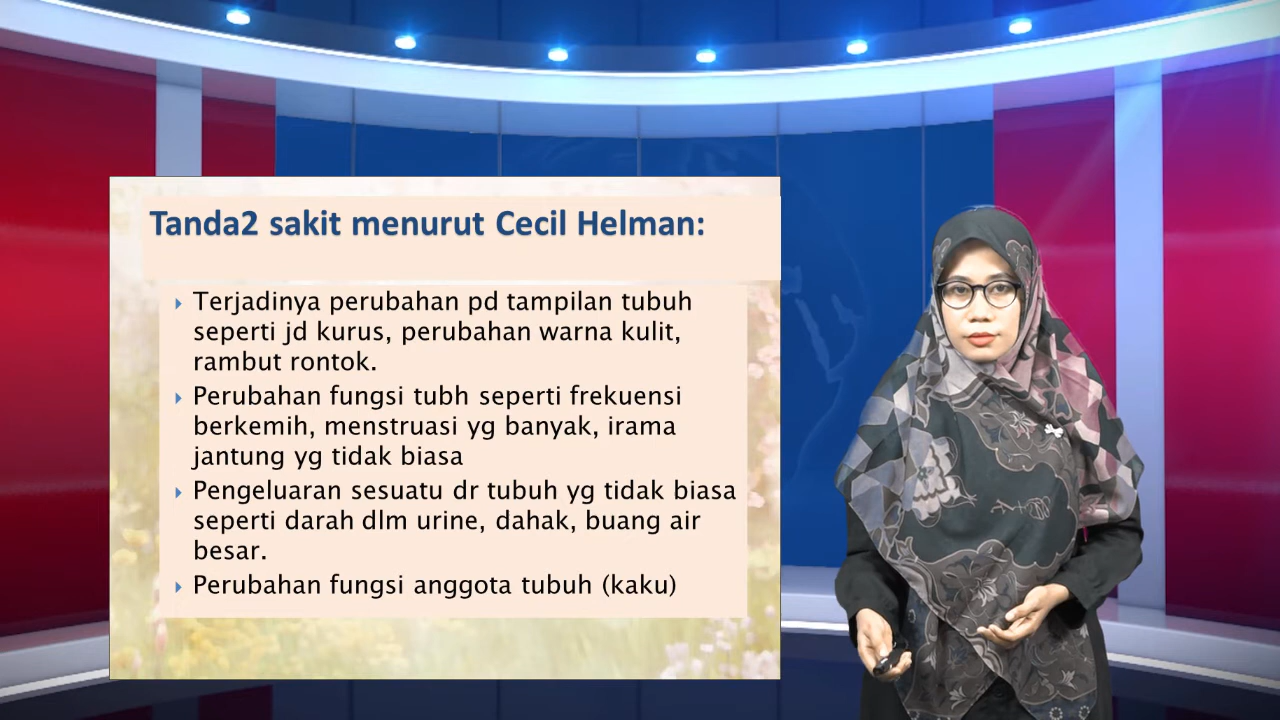 Tanda2 sakit menurut Cecil Helman:
Terjadinya perubahan pd tampilan tubuh
seperti jd kurus, perubahan warna kulit,
rambut rontok.
Perubahan fungsi tubh seperti frekuensi
berkemih, menstruasi yg banyak, irama
jantung yg tidak biasa
Pengeluaran sesuatu dr tubuh yg tidak biasa
seperti darah dlm urine, dahak, buang air
besar.
Perubahan fungsi anggota tubuh (kaku)